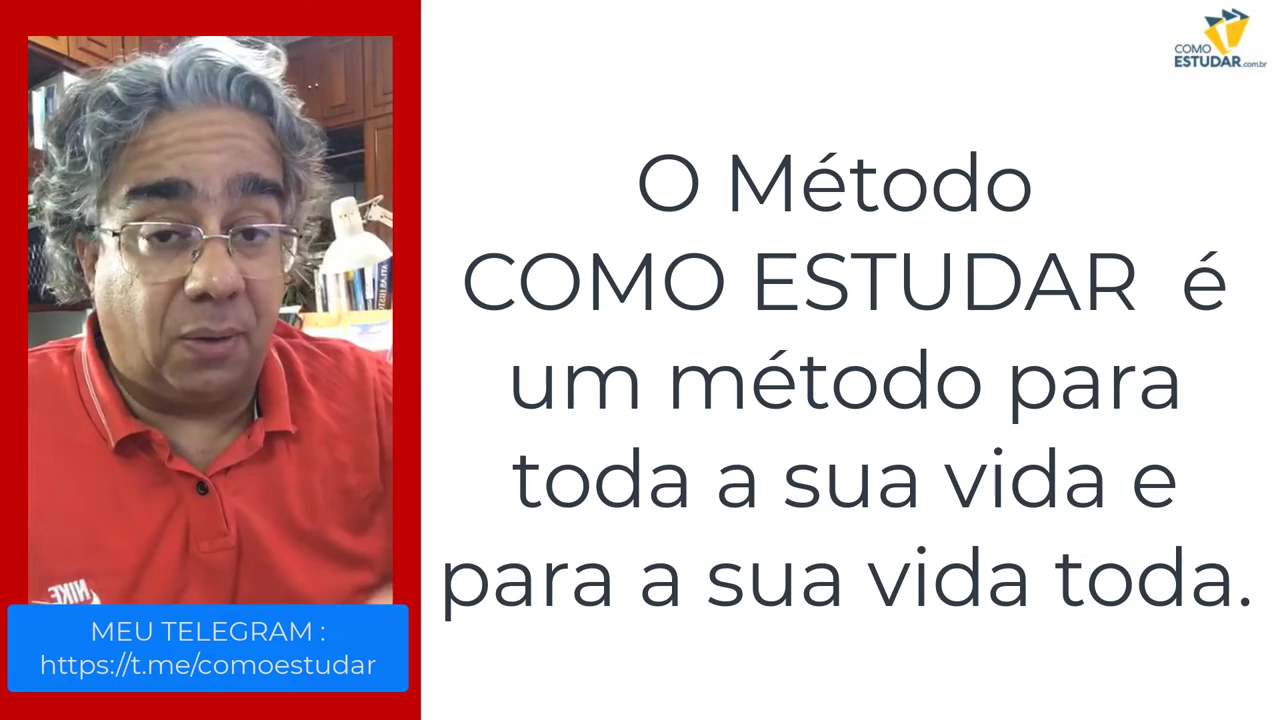 COMO
ESTUDAR.com.br
O Método
COMO ESTUDAR é
um método para
toda a sua vida e
para a sua vida toda.
NIKE
MEU TELEGRAM :
https://t.me/comoestudar